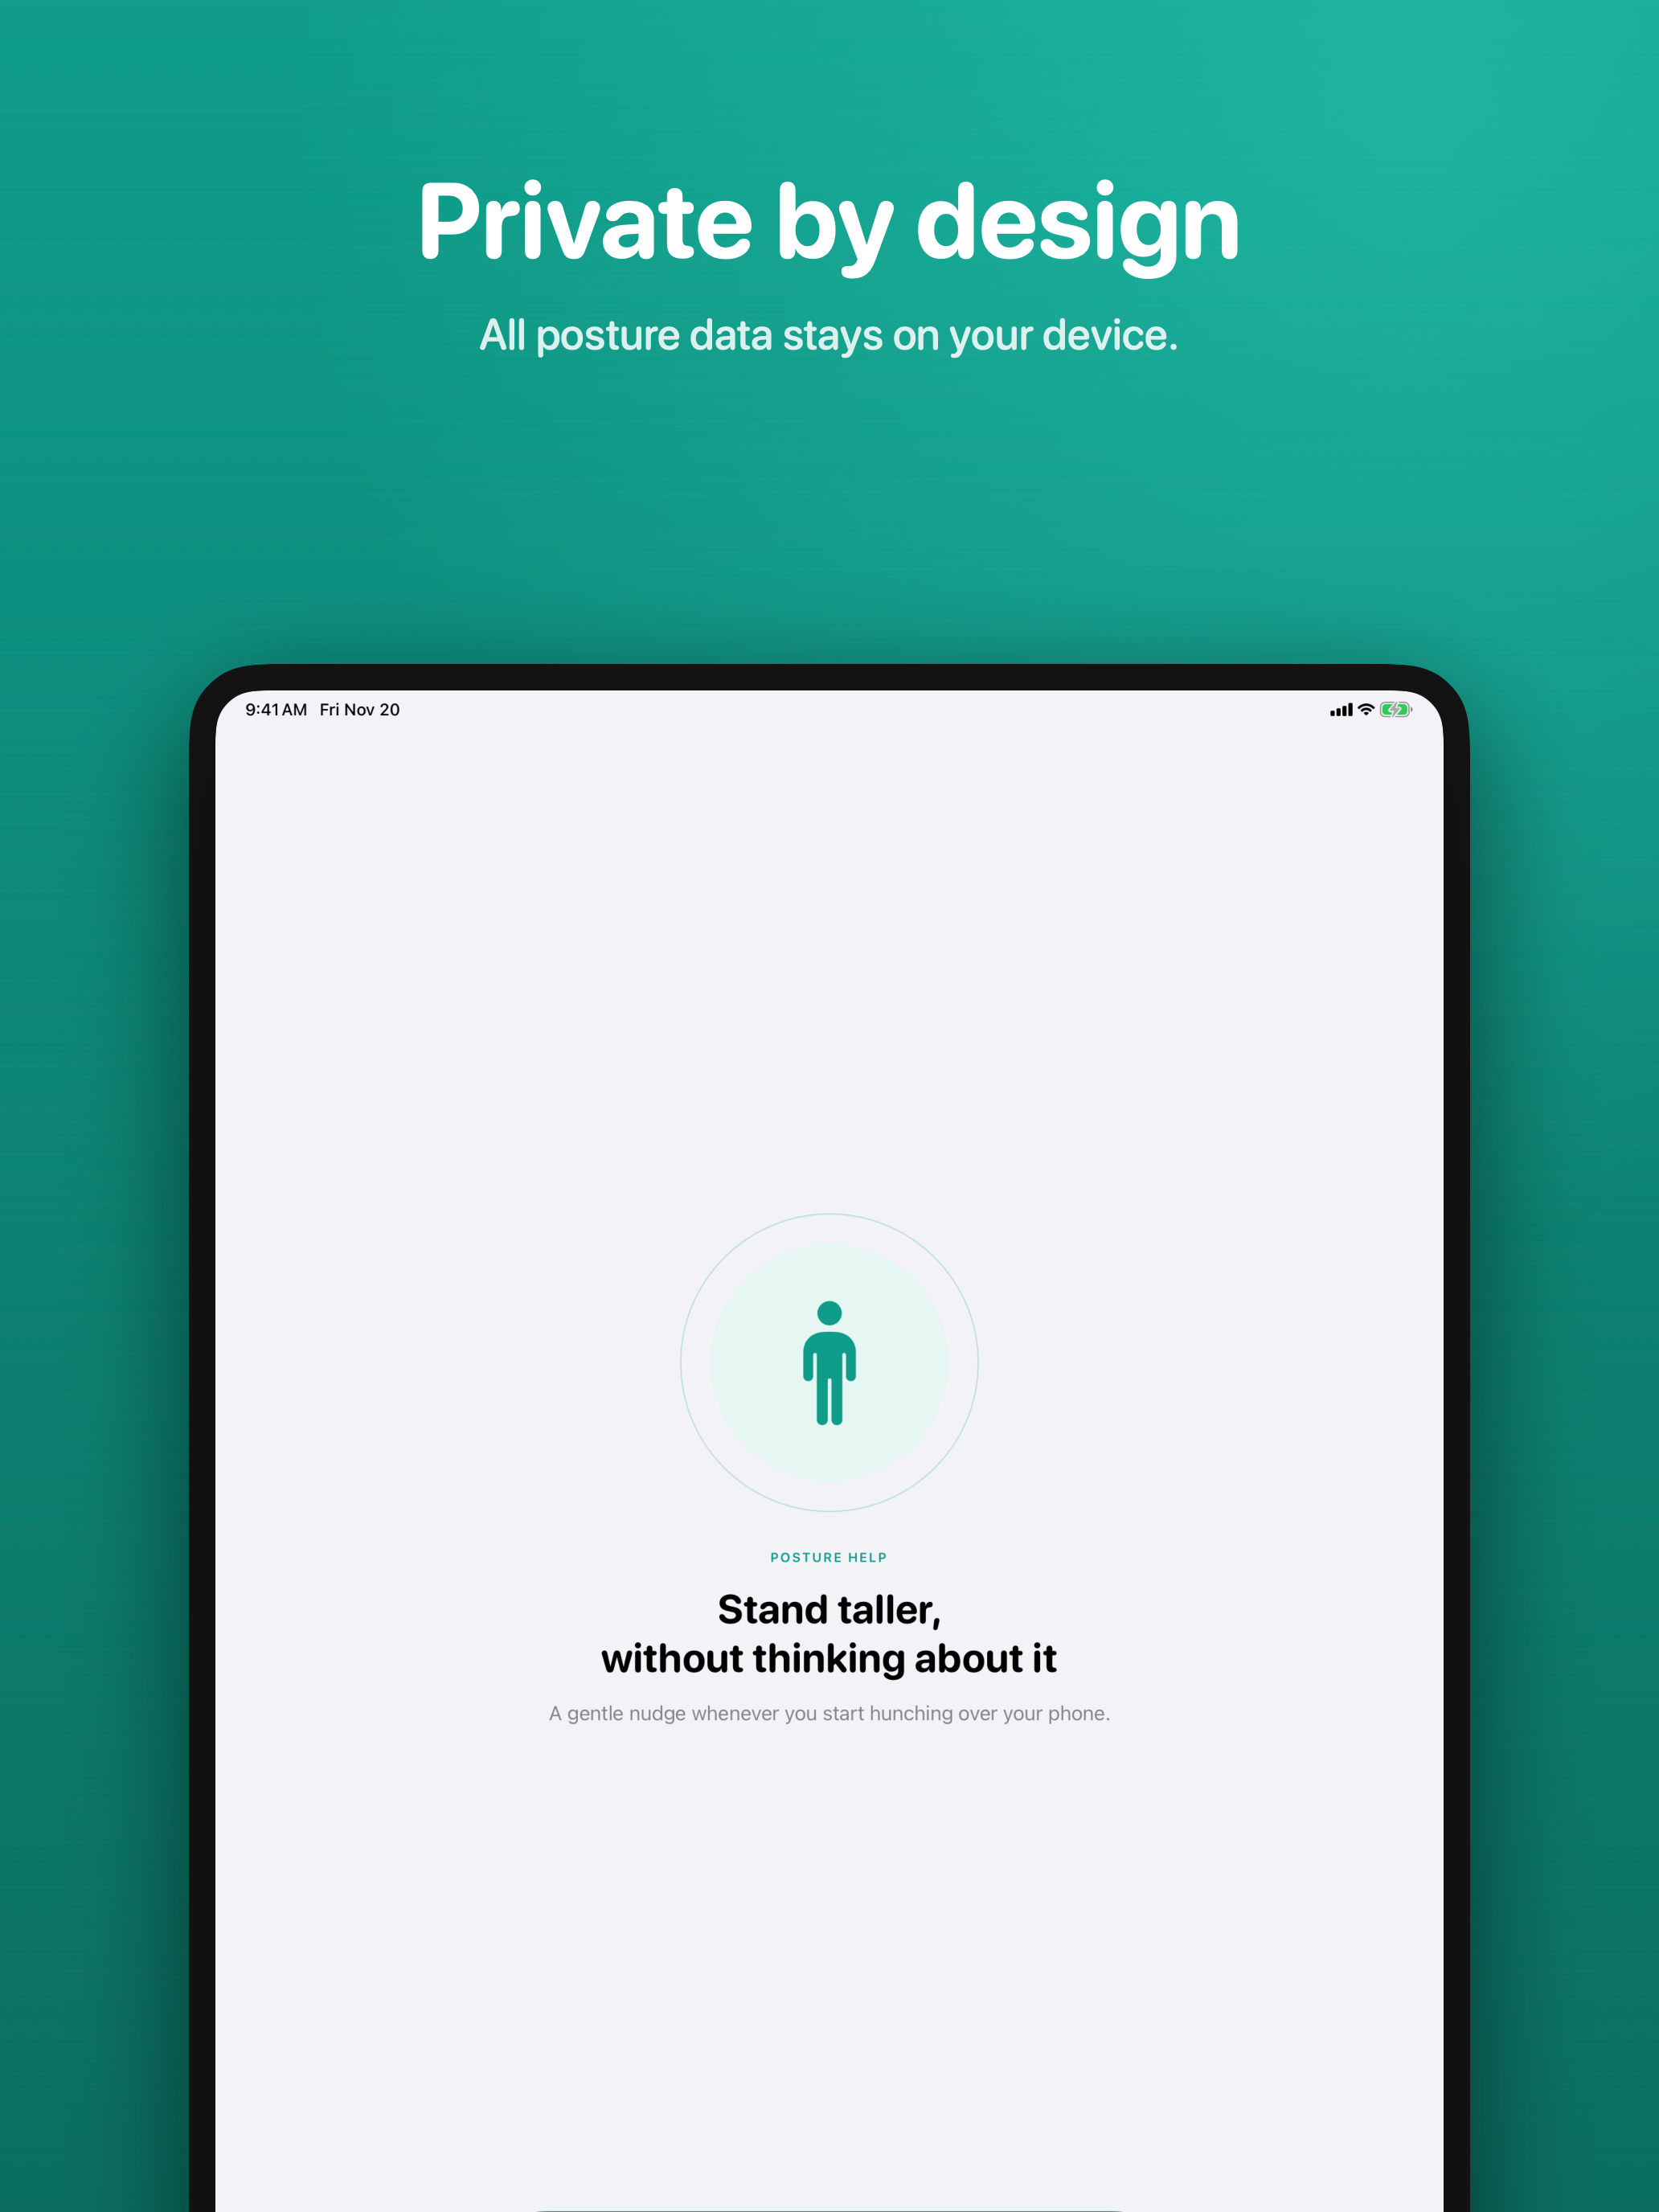 Private by design
All posture data stays on your device.
9:41 AM Fri Nov 20
POSTURE HELP
Stand taller,
without thinking about it
A gentle nudge whenever you start hunching over your phone.